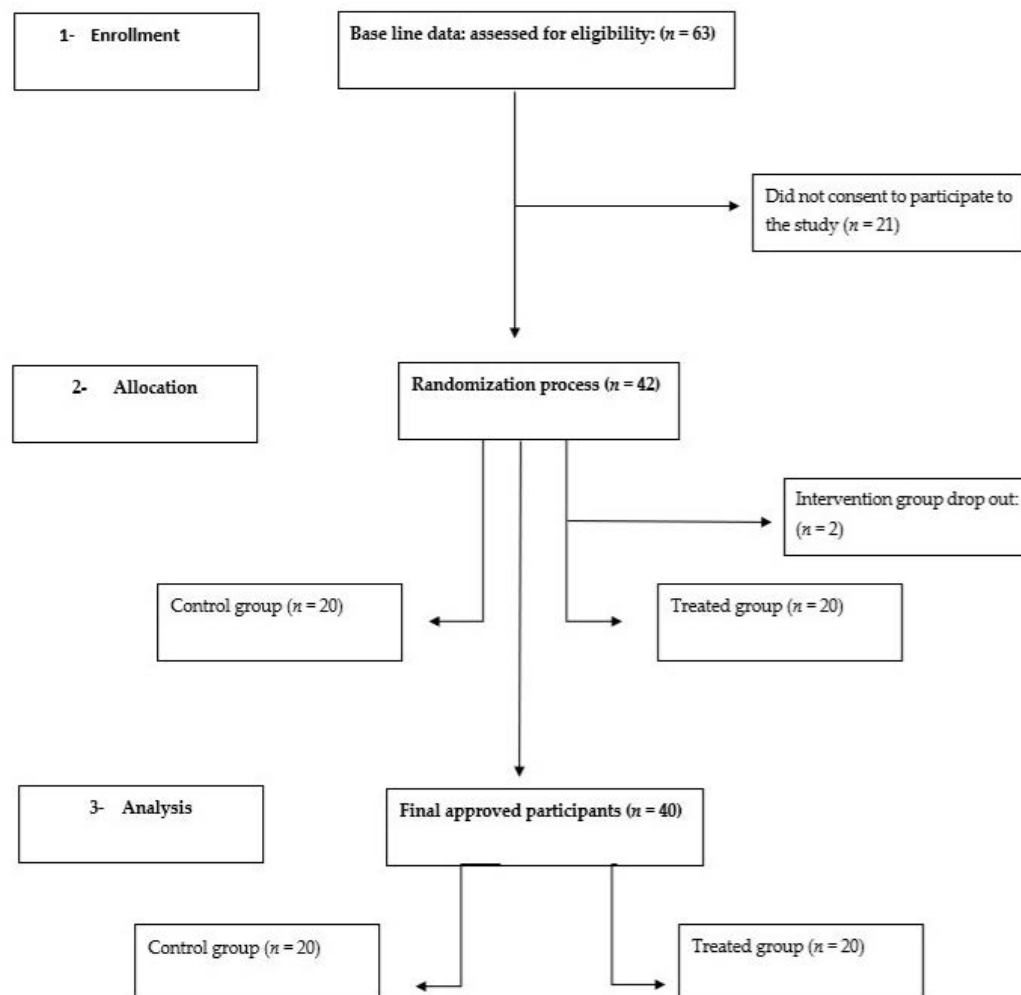 1- Enrollment
Base line data: assessed for eligibility: (n = 63)
Did not consent to participate to
the study (n = 21)
2- Allocation
Randomization process (n = 42)
Intervention group drop out:
(n = 2)
Control group (n = 20)
Treated group (n = 20)
3- Analysis
Final approved participants (n = 40)
Control group (n = 20)
Treated group (n = 20)